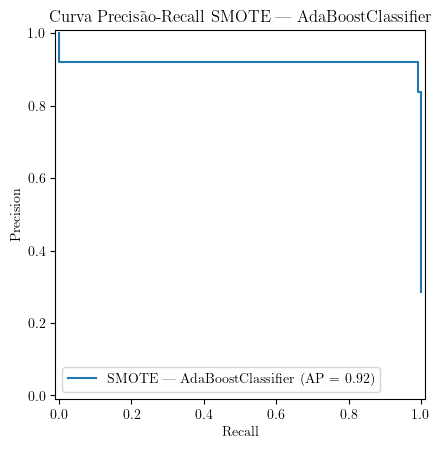 Curva Precisão-Recall SMOTE — AdaBoostClassifier
1.0
0.8
0.6
0.4
0.2
0.0
Precision
SMOTE — AdaBoostClassifier (AP = 0.92)
0.0 0.2 0.4 0.6 0.8 1.0
Recall